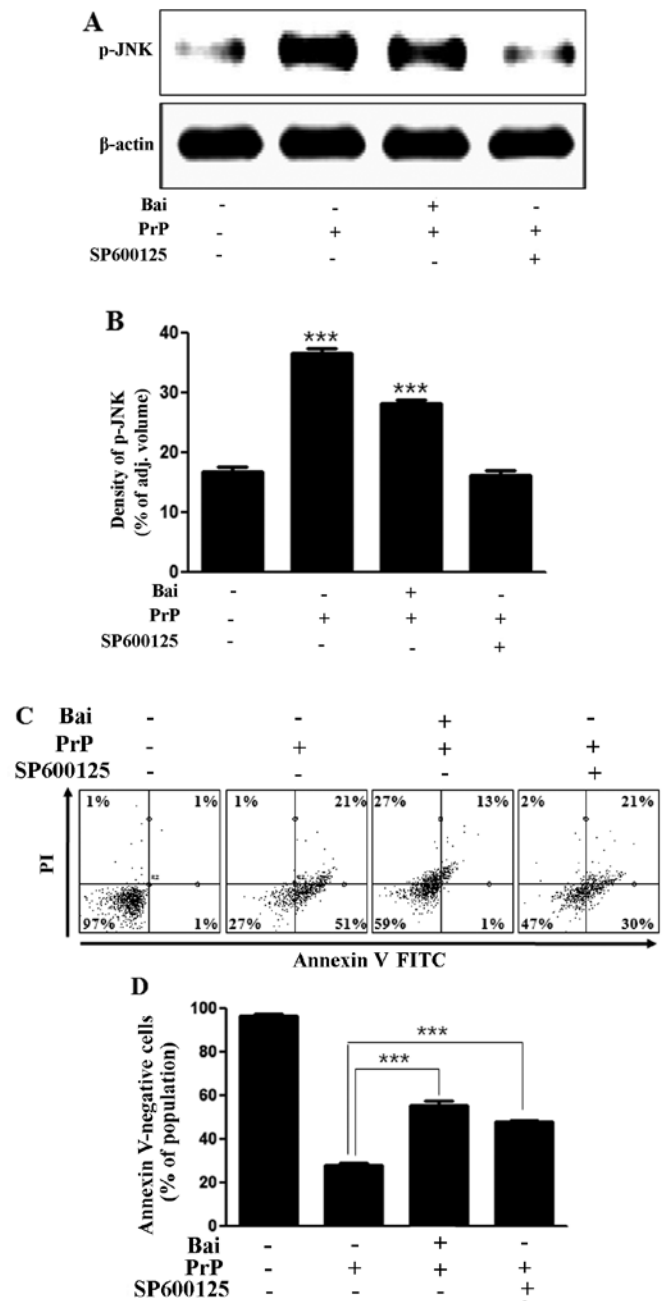 A
p-JNK
β-actin
Bai - - + -
PrP - + + +
SP600125 - - - +
B
Density of p-JNK
(% of adj. volume)
40
30
20
10
0
*** ***
Bai - - + -
PrP - + + +
SP600125 - - - +
C
Bai - - + -
PrP - + + +
SP600125 - - - +
PI
1% 1% 1% 21% 27% 13% 2% 21%
97% 1% 27% 51% 59% 1% 47% 30%
Annexin V FITC
D
Annexin V-negative cells
(% of population)
100
80
60
40
20
0
***
***
Bai - - + -
PrP - + + +
SP600125 - - - +